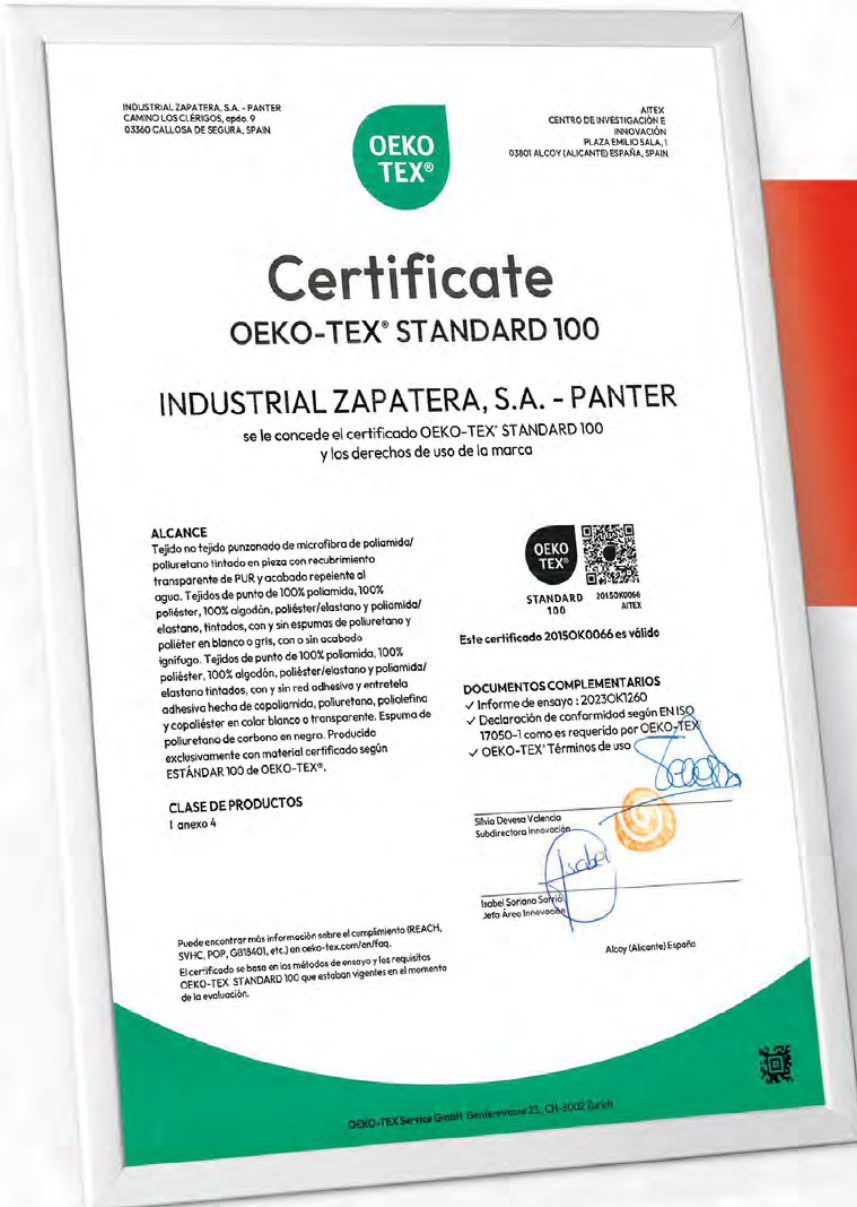 INDUSTRIAL ZAPATERA, S.A. - PANTER
CAMINO LOS CLÉRIGOS, apdo. 9
03360 CALLOSA DE SEGURA, SPAIN
AITEX
CENTRO DE INVESTIGACIÓN E
INNOVACIÓN
PLAZA EMILIO SALA, 1
03801 ALCOY (ALICANTE) ESPAÑA, SPAIN
OEKO
TEX®
Certificate
OEKO-TEX® STANDARD 100
INDUSTRIAL ZAPATERA, S.A. - PANTER
se le concede el certificado OEKO-TEX® STANDARD 100
y los derechos de uso de la marca
ALCANCE
Tejido no tejido punzonado de microfibra de poliamida/
poliuretano tintado en pieza con recubrimiento
transparente de PUR y acabado repelente al
agua. Tejidos de punto de 100% poliamida, 100%
poliéster, 100% algodón, poliéster/elastano y poliamida/
elastano, tintados, con y sin espumas de poliuretano y
poliéter en blanco o gris, con o sin acabado
ignífugo. Tejidos de punto de 100% poliamida, 100%
poliéster, 100% algodón, poliéster/elastano y poliamida/
elastano tintados, con y sin red adhesiva y entretela
adhesiva hecha de copoliamida, poliuretano, poliolefina
y copoliéster en color blanco o transparente. Espuma de
poliuretano de carbono en negro. Producido
exclusivamente con material certificado según
ESTÁNDAR 100 de OEKO-TEX®.
CLASE DE PRODUCTOS
1 anexo 4
OEKO
TEX®
STANDARD
100
2015OK0066
AITEX
Este certificado 2015OK0066 es válido
DOCUMENTOS COMPLEMENTARIOS
✓ Informe de ensayo : 2023OK1260
✓ Declaración de conformidad según EN ISO
17050-1 como es requerido por OEKO-TEX
✓ OEKO-TEX® Términos de uso
Silvia Devesa Valencia
Subdirectora Innovación
Isabel
Isabel Soriano Sarrió
Jefa Área Innovación
Alcoy (Alicante) España
Puede encontrar más información sobre el cumplimiento (REACH,
SVHC, POP, GB18401, etc.) en oeko-tex.com/en/faq.
El certificado se basa en los métodos de ensayo y los requisitos
OEKO-TEX STANDARD 100 que estaban vigentes en el momento
de la evaluación.
OEKO-TEX Service GmbH Genferstrasse 23, CH-8002 Zurich